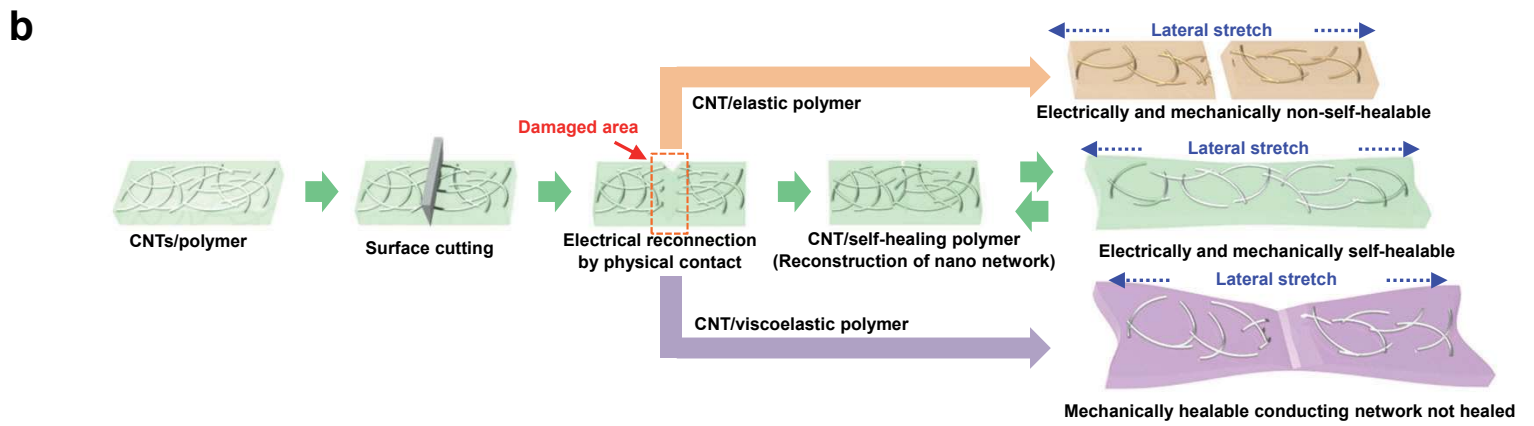 b
Lateral stretch
CNT/elastic polymer
Electrically and mechanically non-self-healable
Damaged area
Lateral stretch
CNTs/polymer
Surface cutting
Electrical reconnection
by physical contact
CNT/self-healing polymer
(Reconstruction of nano network)
Electrically and mechanically self-healable
Lateral stretch
CNT/viscoelastic polymer
Mechanically healable conducting network not healed